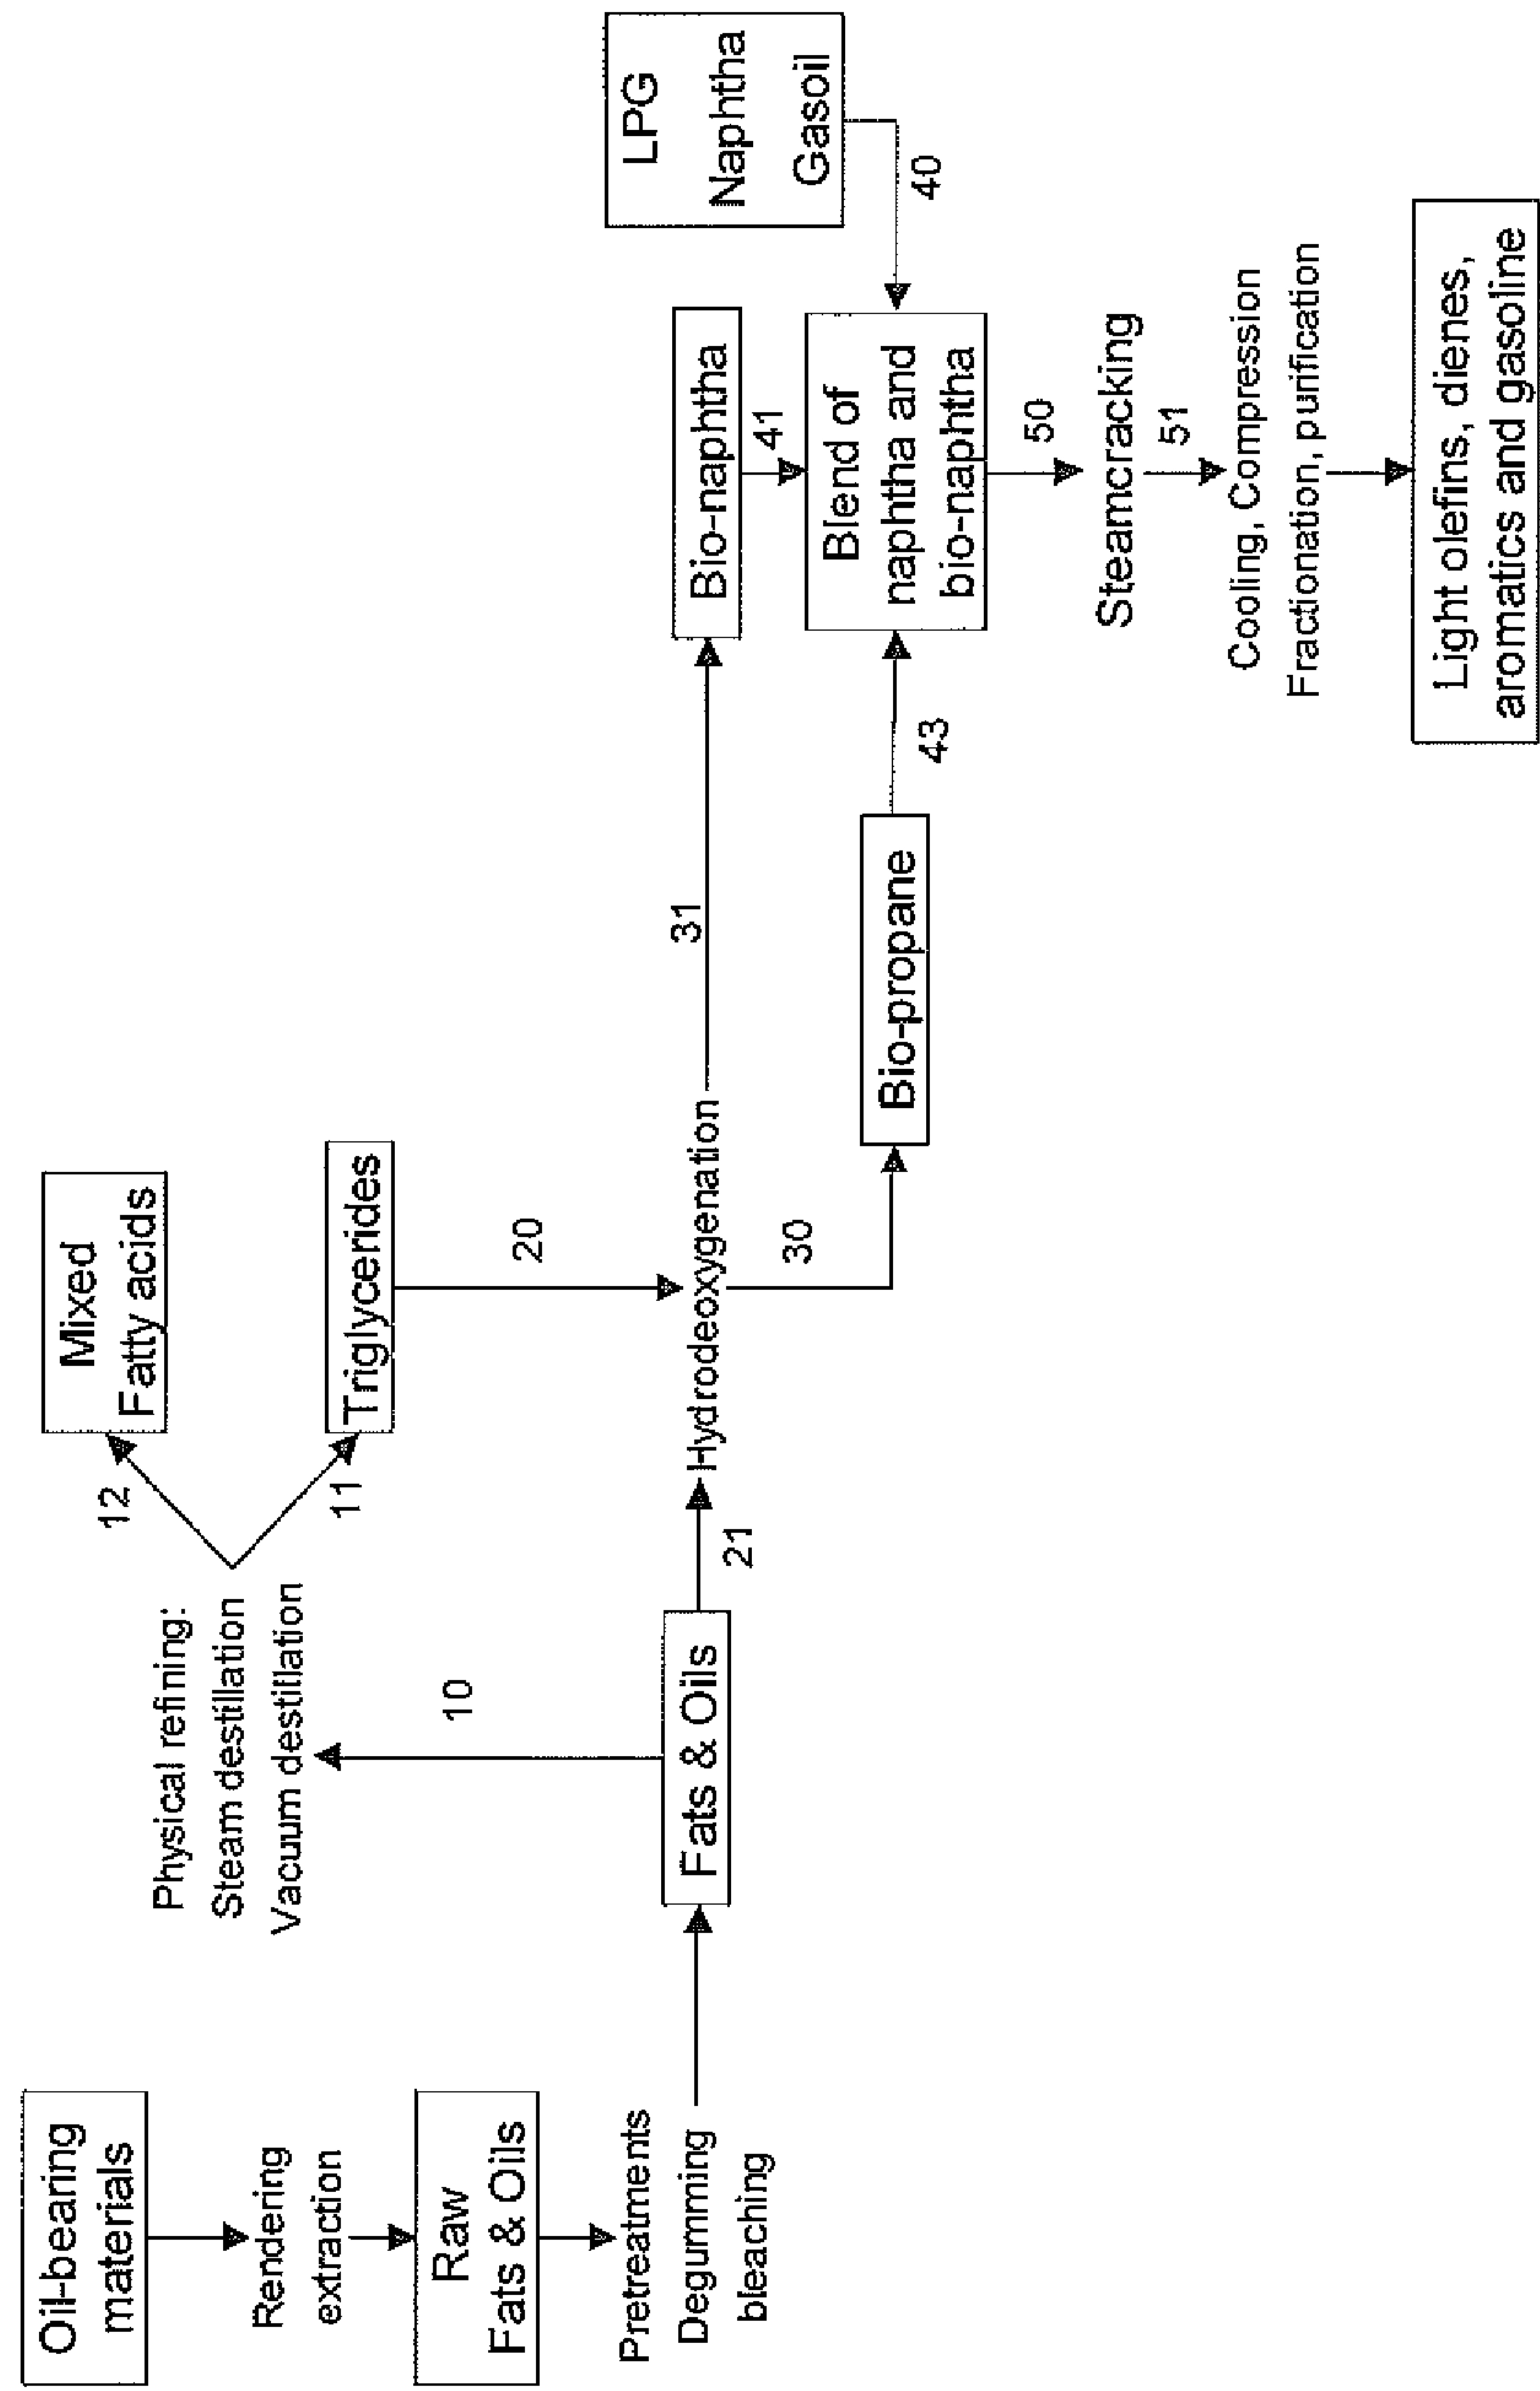 Oil-bearing
materials
Rendering
extraction
Raw
Fats & Oils
Pretreatments
Degumming
bleaching
Fats & Oils
10
Physical refining:
Steam destillation
Vacuum destillation
12
11
Mixed
Fatty acids
Triglycerides
20
21
Hydrodeoxygenation
31
30
Bio-propane
43
Bio-naphtha
41
LPG
Naphtha
Gasoil
40
Blend of
naphtha and
bio-naphtha
50
Steamcracking
51
Cooling, Compression
Fractionation, purification
Light olefins, dienes,
aromatics and gasoline